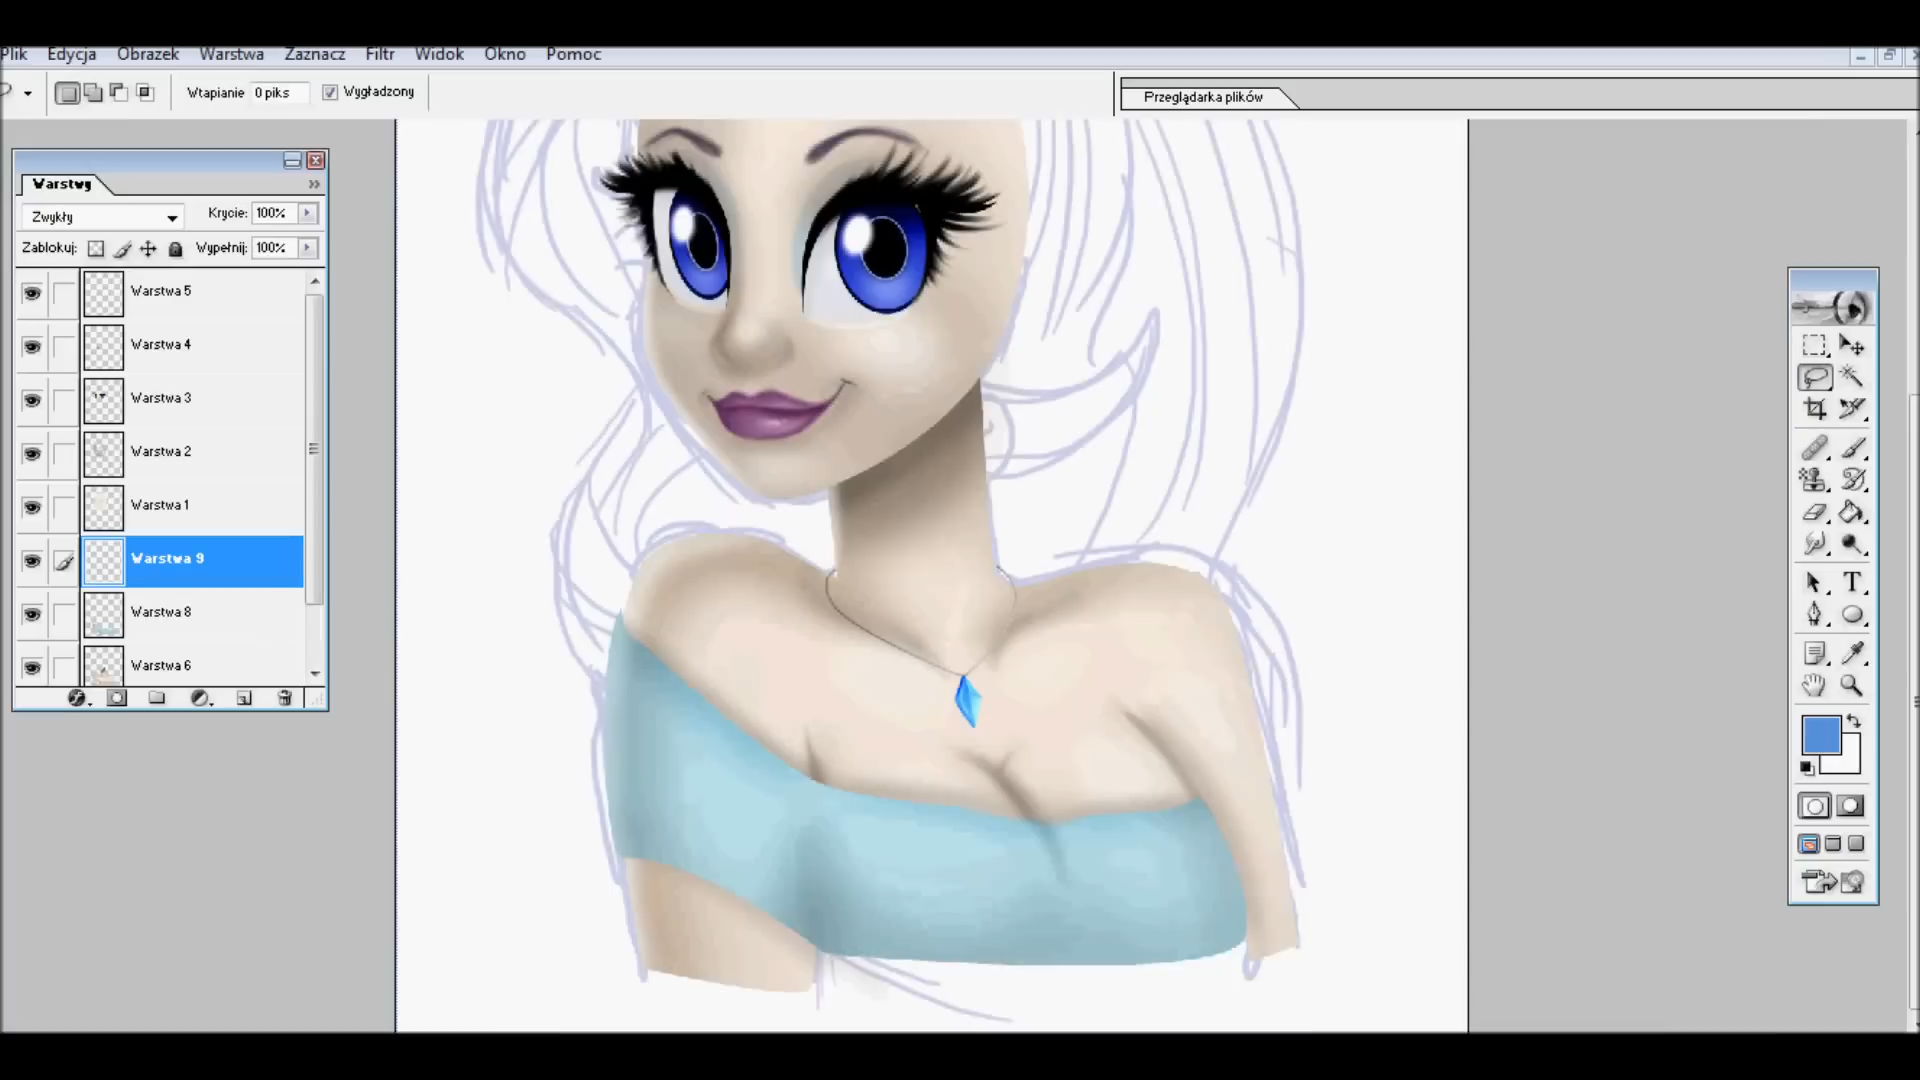 Plik Edycja Obrazek Warstwa Zaznacz Filtr Widok Okno Pomoc
Wtapianie 0 piks Wygładzony
Przeglądarka plików
Warstwy
Zwykły Krycie: 100%
Zablokuj: Wypełnij: 100%
Warstwa 5
Warstwa 4
Warstwa 3
Warstwa 2
Warstwa 1
Warstwa 9
Warstwa 8
Warstwa 6